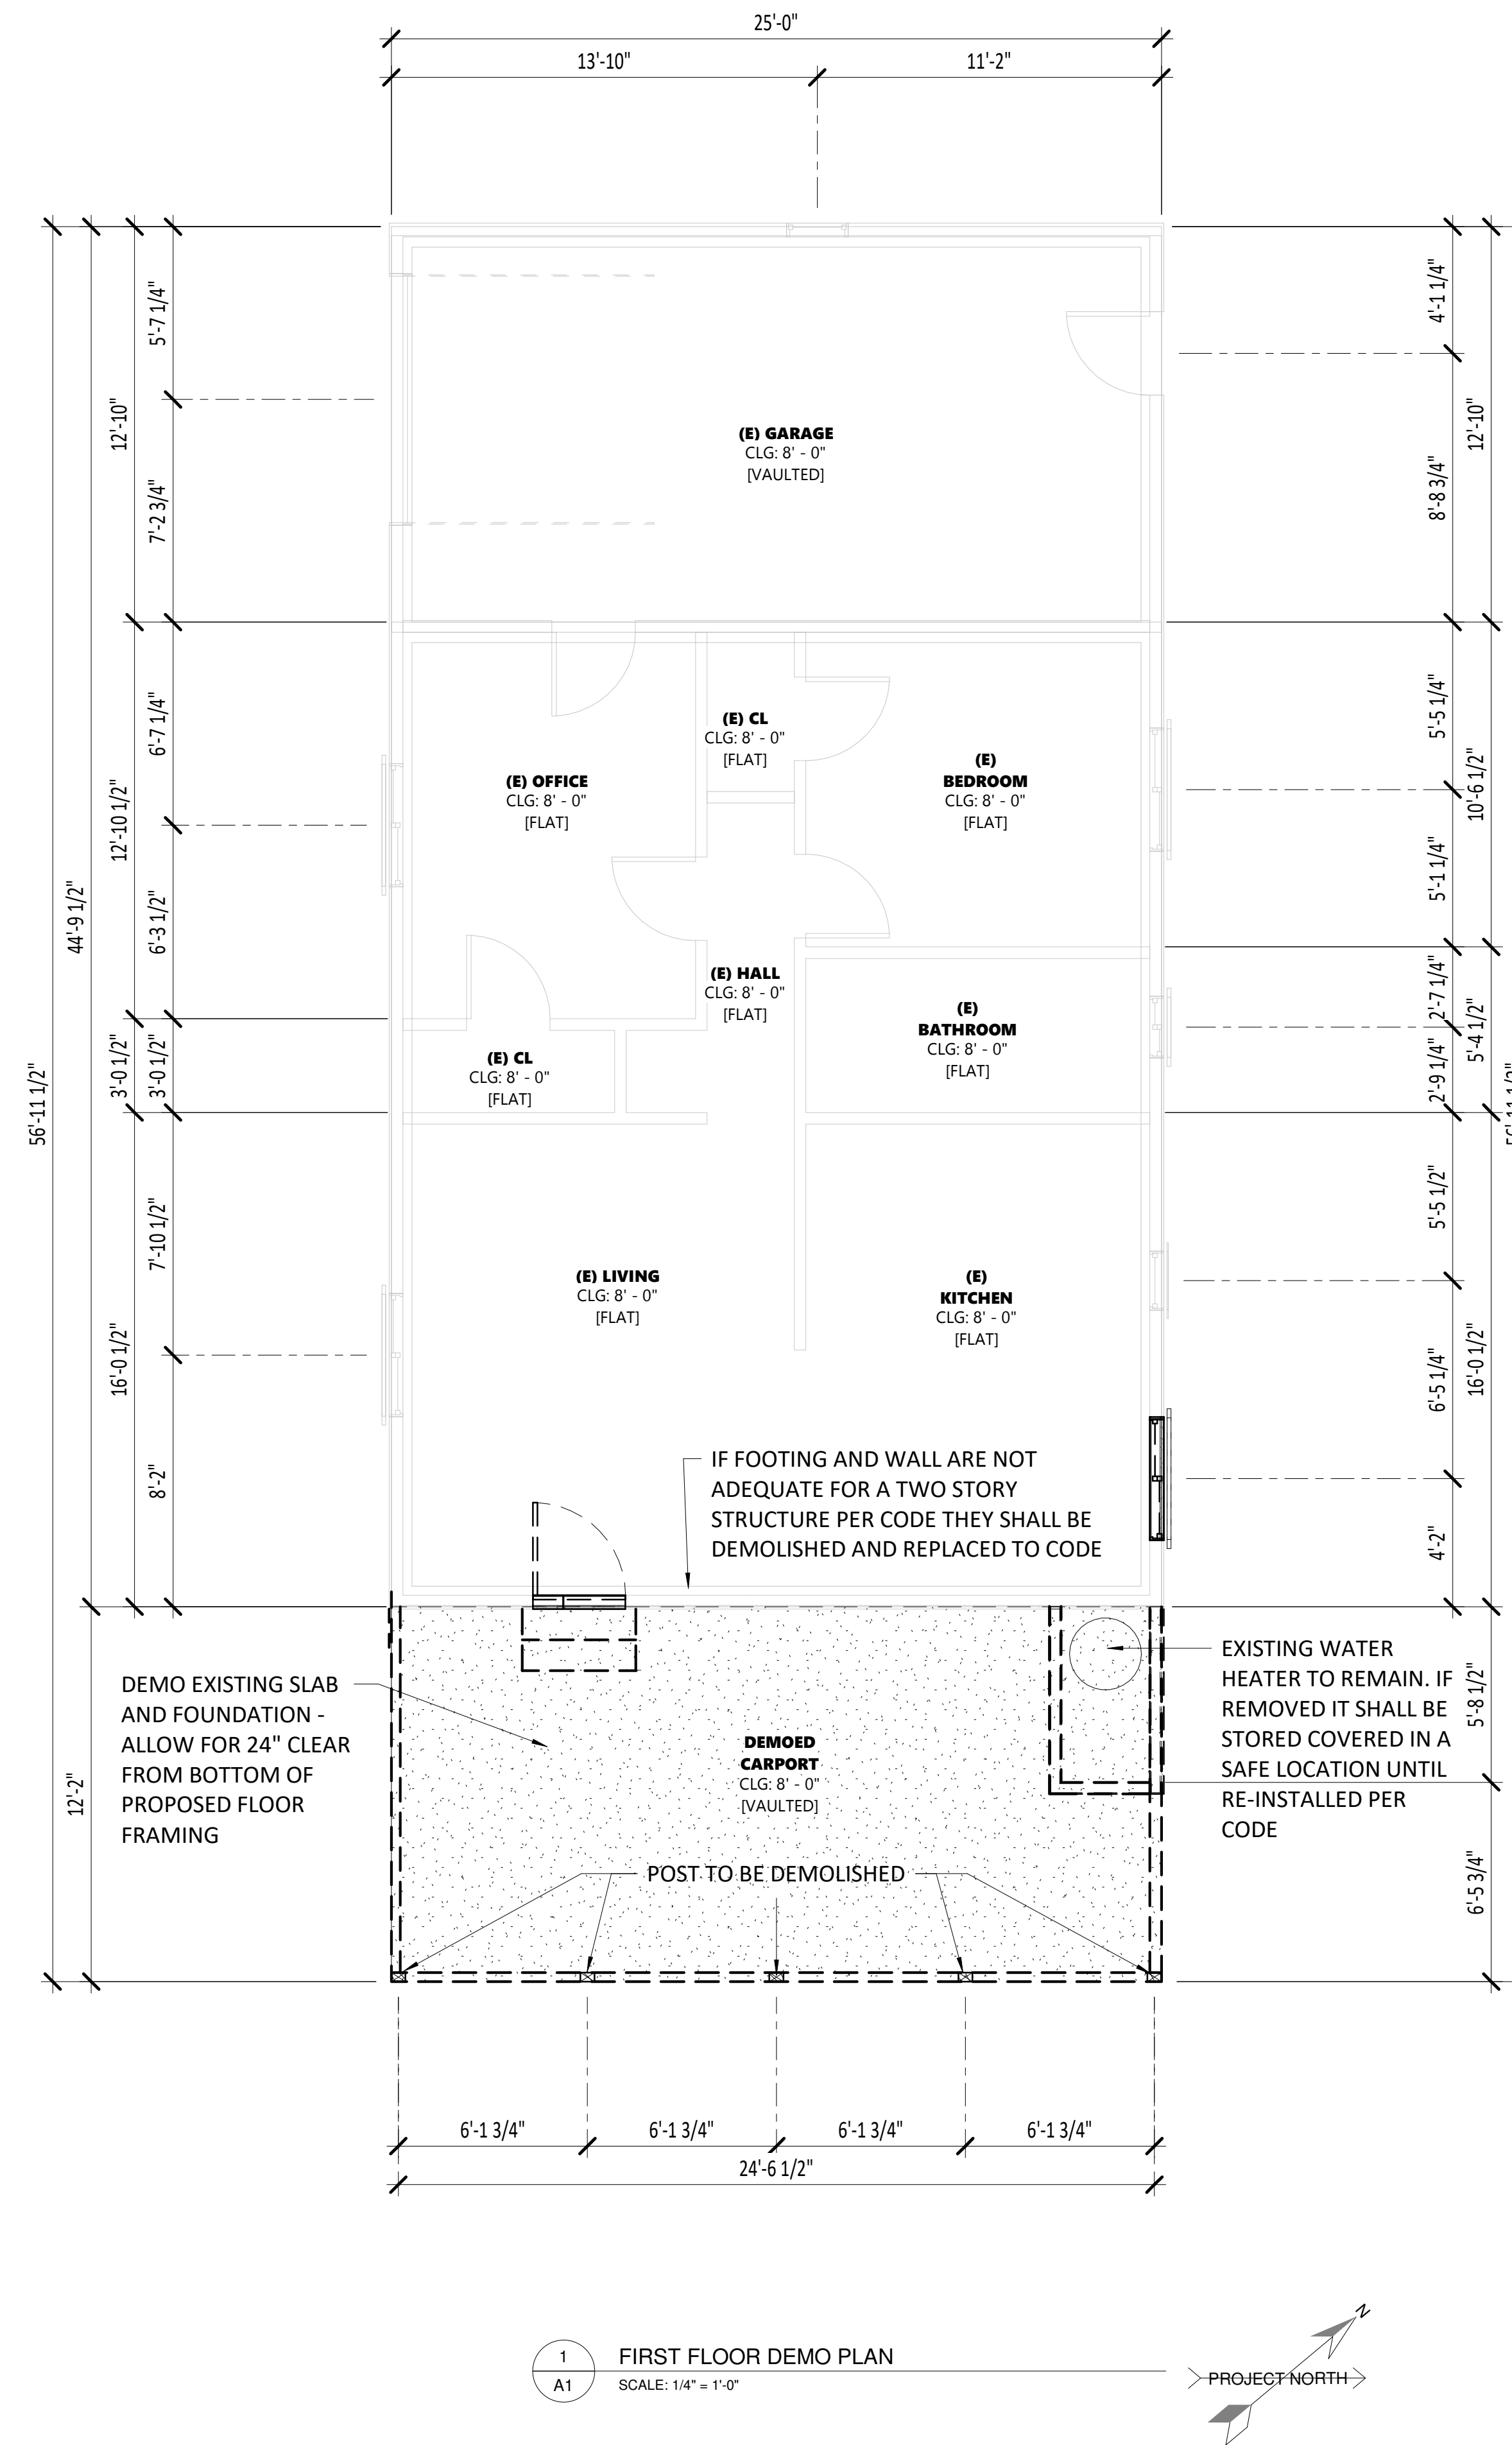 25'-0"
13'-10"
11'-2"
5'-7 1/4"
4'-1 1/4"
12'-10"
12'-10"
(E) GARAGE
CLG: 8' - 0"
[VAULTED]
7'-2 3/4"
8'-8 3/4"
6'-7 1/4"
5'-5 1/4"
(E) CL
CLG: 8' - 0"
[FLAT]
(E) OFFICE
CLG: 8' - 0"
[FLAT]
(E)
BEDROOM
CLG: 8' - 0"
[FLAT]
12'-10 1/2"
10'-6 1/2"
5'-1 1/4"
44'-9 1/2"
6'-3 1/2"
(E) HALL
CLG: 8' - 0"
[FLAT]
2'-7 1/4"
(E)
BATHROOM
CLG: 8' - 0"
[FLAT]
5'-4 1/2"
(E) CL
CLG: 8' - 0"
[FLAT]
3'-0 1/2"
3'-0 1/2"
2'-9 1/4"
56'-11 1/2"
56'-11 1/2"
7'-10 1/2"
5'-5 1/2"
(E) LIVING
CLG: 8' - 0"
[FLAT]
(E)
KITCHEN
CLG: 8' - 0"
[FLAT]
16'-0 1/2"
6'-5 1/4"
16'-0 1/2"
8'-2"
4'-2"
IF FOOTING AND WALL ARE NOT
ADEQUATE FOR A TWO STORY
STRUCTURE PER CODE THEY SHALL BE
DEMOLISHED AND REPLACED TO CODE
DEMO EXISTING SLAB
AND FOUNDATION -
ALLOW FOR 24" CLEAR
FROM BOTTOM OF
PROPOSED FLOOR
FRAMING
EXISTING WATER
HEATER TO REMAIN. IF
REMOVED IT SHALL BE
STORED COVERED IN A
SAFE LOCATION UNTIL
RE-INSTALLED PER
CODE
5'-8 1/2"
12'-2"
DEMOED
CARPORT
CLG: 8' - 0"
[VAULTED]
6'-5 3/4"
POST TO BE DEMOLISHED
6'-1 3/4"
6'-1 3/4"
6'-1 3/4"
6'-1 3/4"
24'-6 1/2"
1
A1
FIRST FLOOR DEMO PLAN
SCALE: 1/4" = 1'-0"
N
PROJECT NORTH